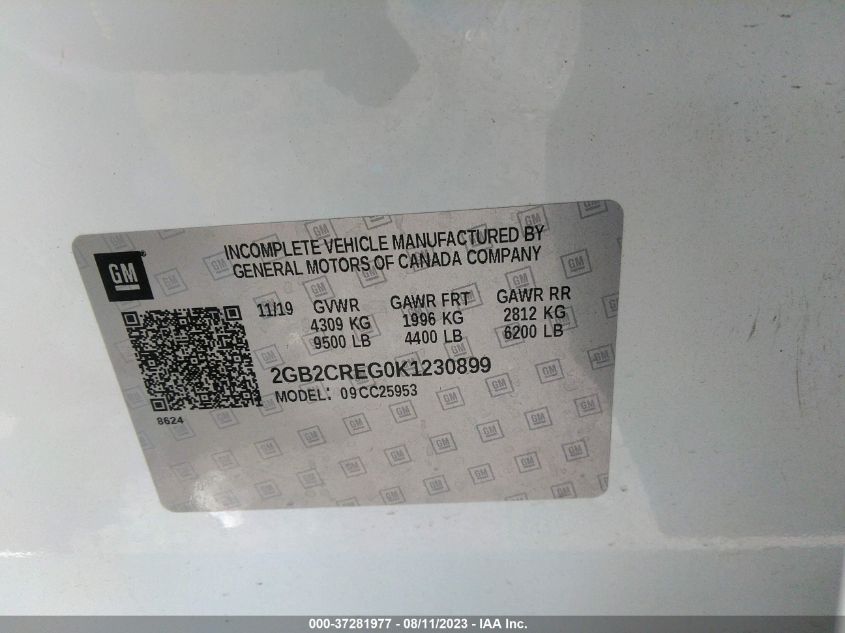 INCOMPLETE VEHICLE MANUFACTURED BY
GENERAL MOTORS OF CANADA COMPANY
GM
11/19 GVWR GAWR FRT GAWR RR
4309 KG 1996 KG 2812 KG
9500 LB 4400 LB 6200 LB
2GB2CREG0K1230899
MODEL: 09CC25953
8624
000-37281977 - 08/11/2023 - IAA Inc.